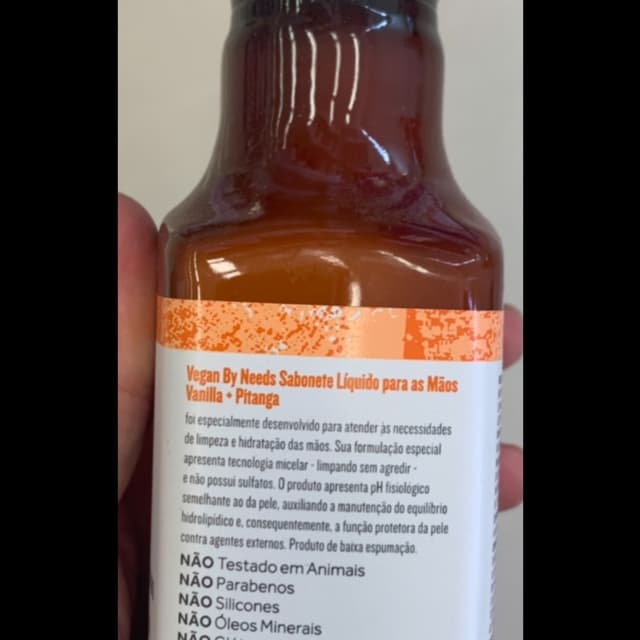 Vegan By Needs Sabonete Líquido para as Mãos
Vanilla + Pitanga
foi especialmente desenvolvido para atender às necessidades
de limpeza e hidratação das mãos. Sua formulação especial
apresenta tecnologia micelar - limpando sem agredir -
e não possui sulfatos. O produto apresenta pH fisiológico
semelhante ao da pele, auxiliando a manutenção do equilíbrio
hidrolipídico e, consequentemente, a função protetora da pele
contra agentes externos. Produto de baixa espumação.
NÃO Testado em Animais
NÃO Parabenos
NÃO Silicones
NÃO Óleos Minerais
NÃO